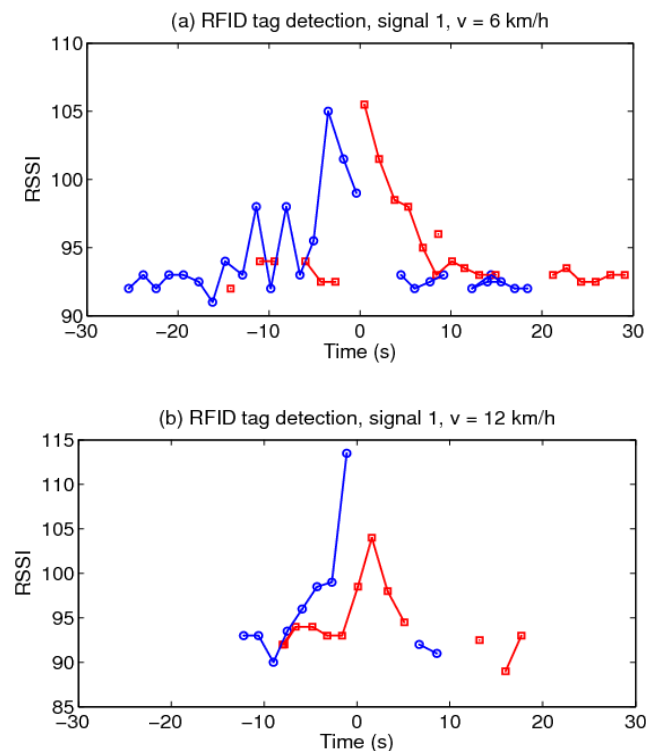 (a) RFID tag detection, signal 1, v = 6 km/h
110
105
100
95
90
RSSI
−30 −20 −10 0 10 20 30
Time (s)
(b) RFID tag detection, signal 1, v = 12 km/h
115
110
105
100
95
90
85
RSSI
−30 −20 −10 0 10 20 30
Time (s)